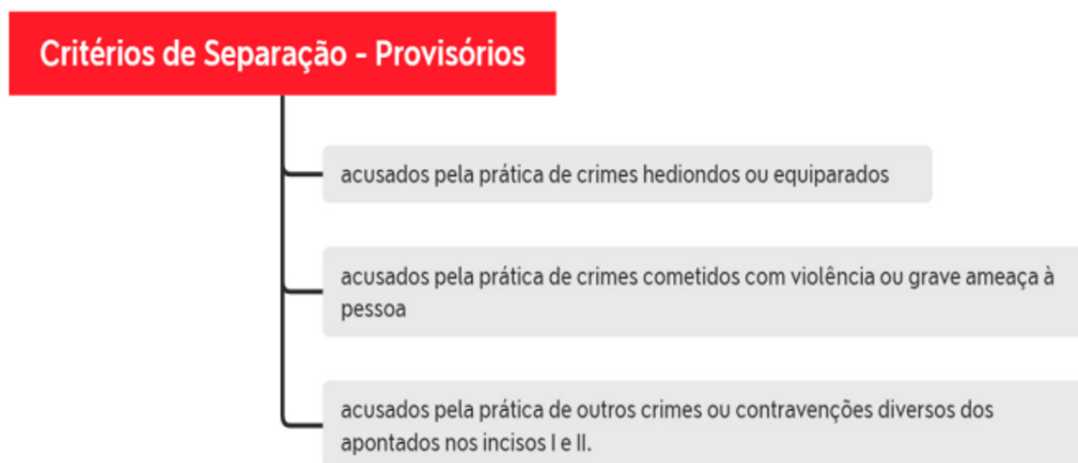 Critérios de Separação - Provisórios
acusados pela prática de crimes hediondos ou equiparados
acusados pela prática de crimes cometidos com violência ou grave ameaça à
pessoa
acusados pela prática de outros crimes ou contravenções diversos dos
apontados nos incisos I e II.